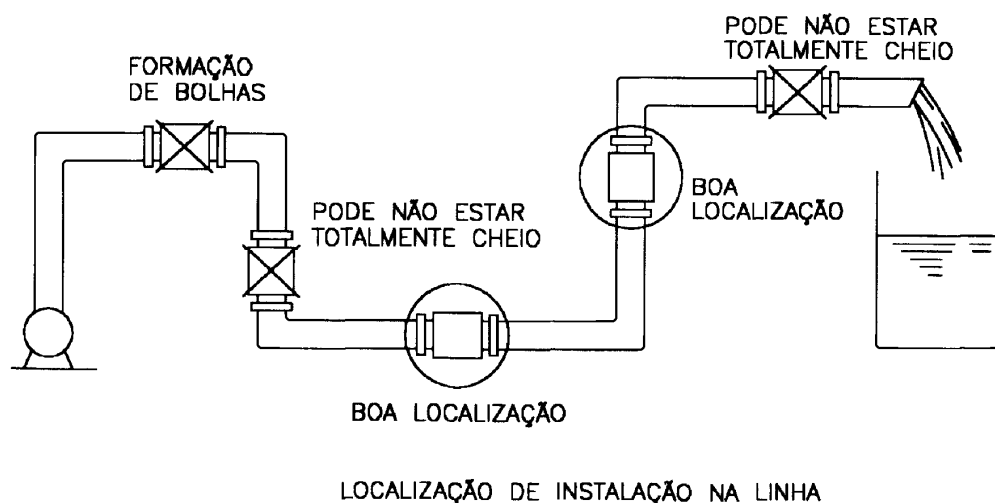 PODE NÃO ESTAR
TOTALMENTE CHEIO
FORMAÇÃO
DE BOLHAS
BOA
LOCALIZAÇÃO
PODE NÃO ESTAR
TOTALMENTE CHEIO
BOA LOCALIZAÇÃO
LOCALIZAÇÃO DE INSTALAÇÃO NA LINHA